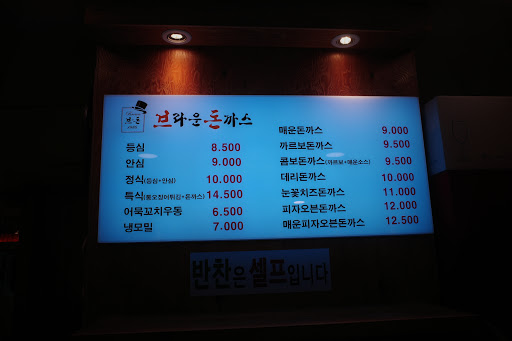 브라운돈까스
등심 8.500
안심 9.000
정식(등심+안심) 10.000
특식(통오징어튀김+돈까스) 14.500
어묵꼬치우동 6.500
냉모밀 7.000
매운돈까스 9.000
까르보돈까스 9.500
콤보돈까스(까르보+매운소스) 9.500
데리돈까스 10.000
눈꽃치즈돈까스 11.000
피자오븐돈까스 12.000
매운피자오븐돈까스 12.500
반찬은 셀프입니다